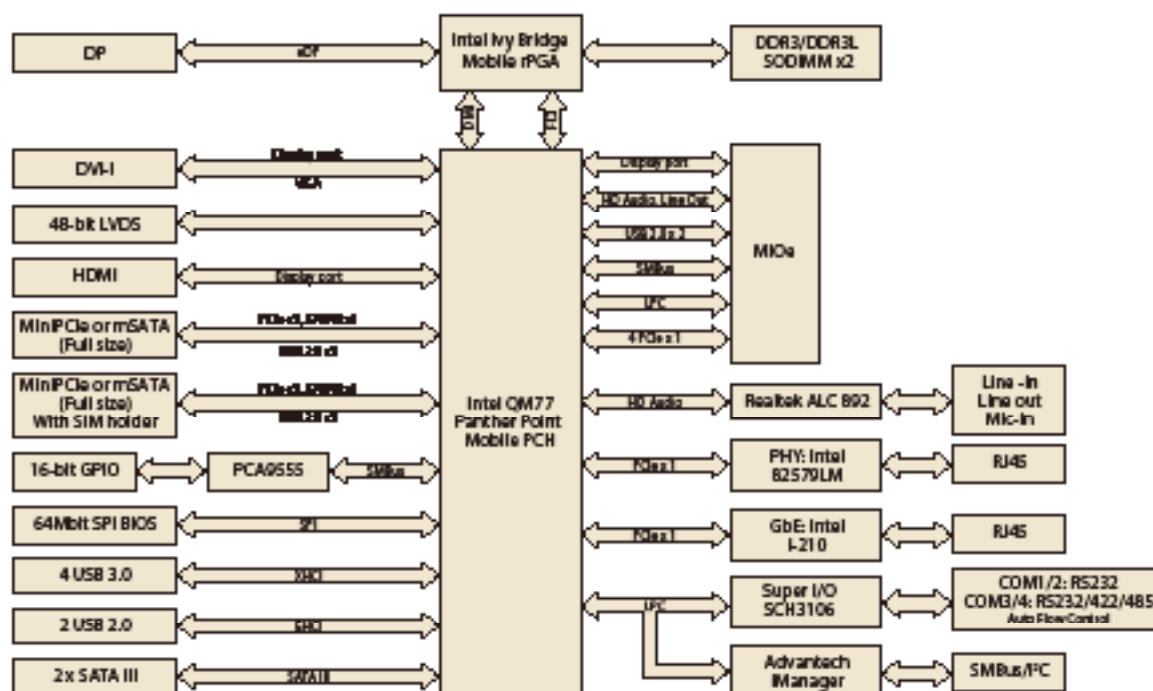 DP
eDP
Intel Ivy Bridge
Mobile rPGA
DDR3/DDR3L
SODIMM x2
DMI
FDI
DVI-I
Display port
VGA
48-bit LVDS
HDMI
Display port
MiniPCIe or mSATA
(Full size)
MiniPCIe or mSATA
(Full size)
With SIM holder
16-bit GPIO
PCA9555
SMBus
64Mbit SPI BIOS
SPI
4 USB 3.0
XHCI
2 USB 2.0
EHCI
2x SATA III
SATA III
Intel QM77
Panther Point
Mobile PCH
Display port
HD Audio, Line Out
SMBus
LPC
4 PCIe x 1
MIOe
HD Audio
Realtek ALC 892
Line -in
Line out
Mic-in
PCIe x 1
PHY: Intel
82579LM
RJ45
PCIe x 1
GbE: Intel
I-210
RJ45
LPC
Super I/O
SCH3106
COM1/2: RS232
COM3/4: RS232/422/485
Auto Flow Control
Advantech
iManager
SMBus/I²C